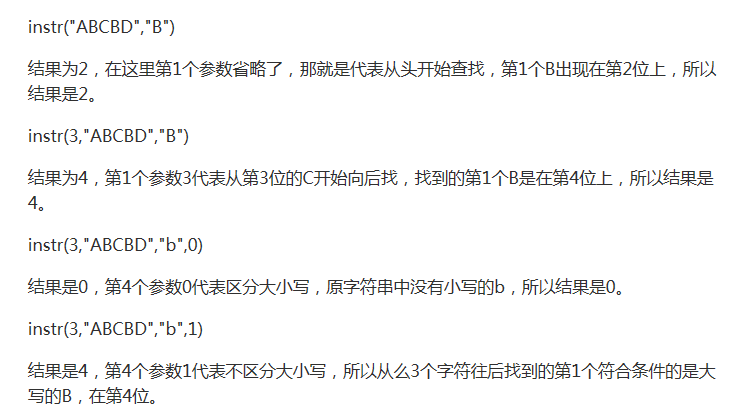 instr("ABCBD","B")
结果为2，在这里第1个参数省略了，那就是代表从头开始查找，第1个B出现在第2位上，所以
结果是2。
instr(3,"ABCBD","B")
结果为4，第1个参数3代表从第3位的C开始向后找，找到的第1个B是在第4位上，所以结果是
4。
instr(3,"ABCBD","b",0)
结果是0，第4个参数0代表区分大小写，原字符串中没有小写的b，所以结果是0。
instr(3,"ABCBD","b",1)
结果是4，第4个参数1代表不区分大小写，所以从么3个字符往后找到的第1个符合条件的是大
写的B，在第4位。